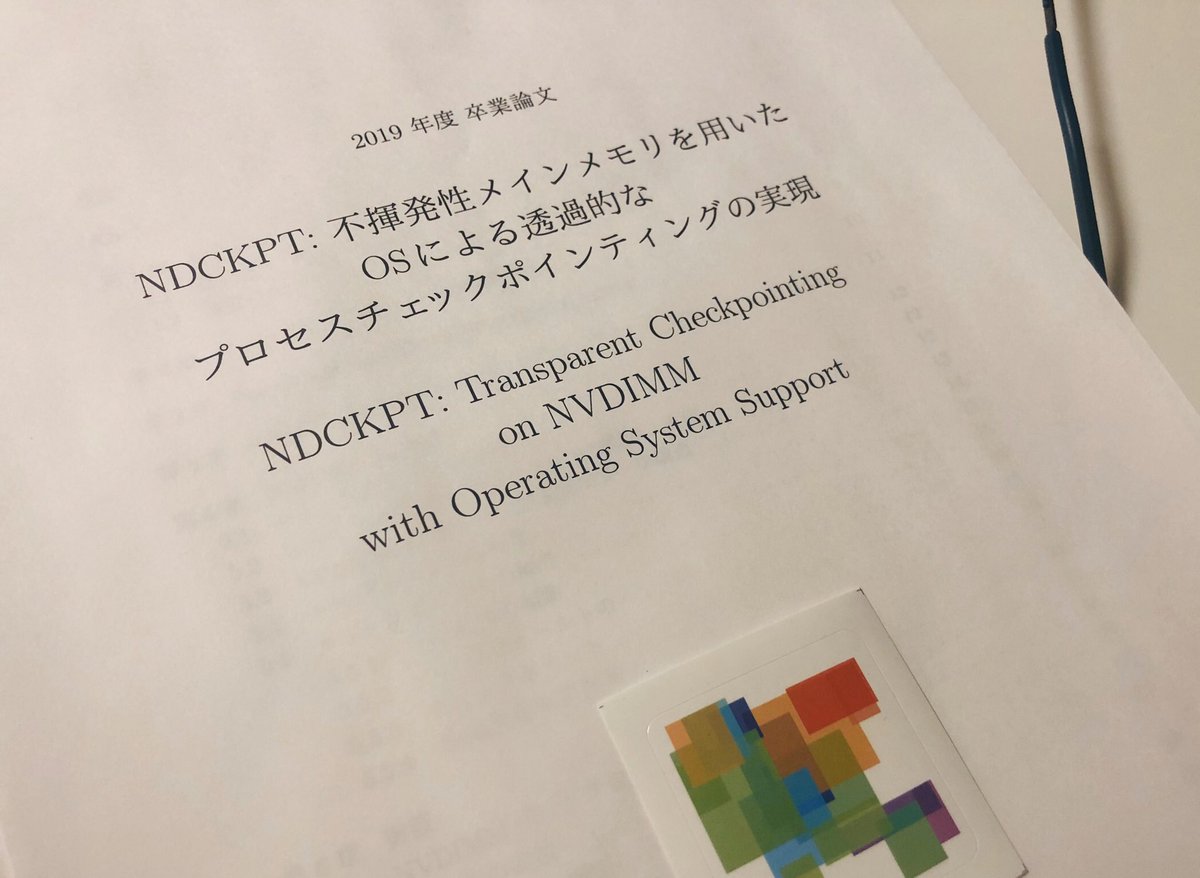 2019 年度 卒業論文
NDCKPT: 不揮発性メインメモリを用いた
OSによる透過的な
プロセスチェックポインティングの実現
NDCKPT: Transparent Checkpointing
on NVDIMM
with Operating System Support